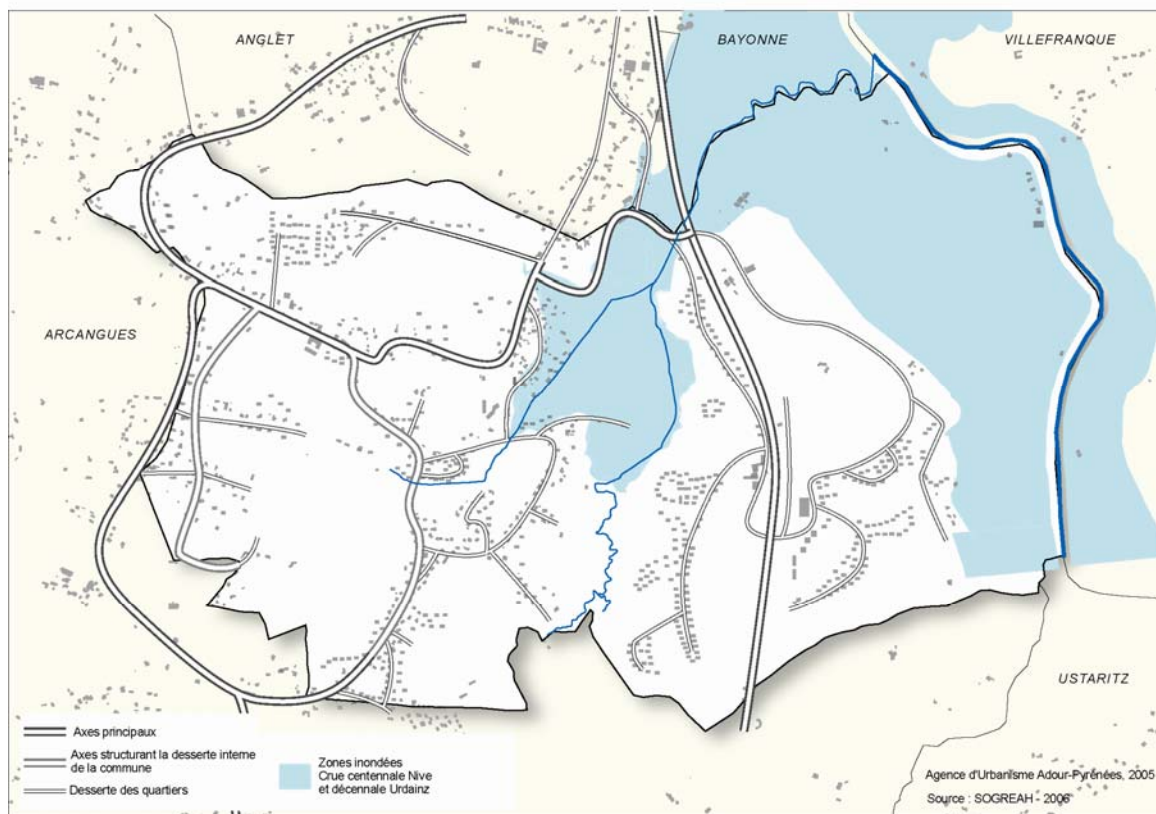 ANGLET
BAYONNE
VILLEFRANQUE
ARCANGUES
USTARITZ
Axes principaux
Axes structurant la desserte interne
de la commune
Desserte des quartiers
Zones inondées
Crue centennale Nive
et décennale Urdainz
Agence d'Urbanisme Adour-Pyrénées, 2005
Source : SOGREAH - 2006